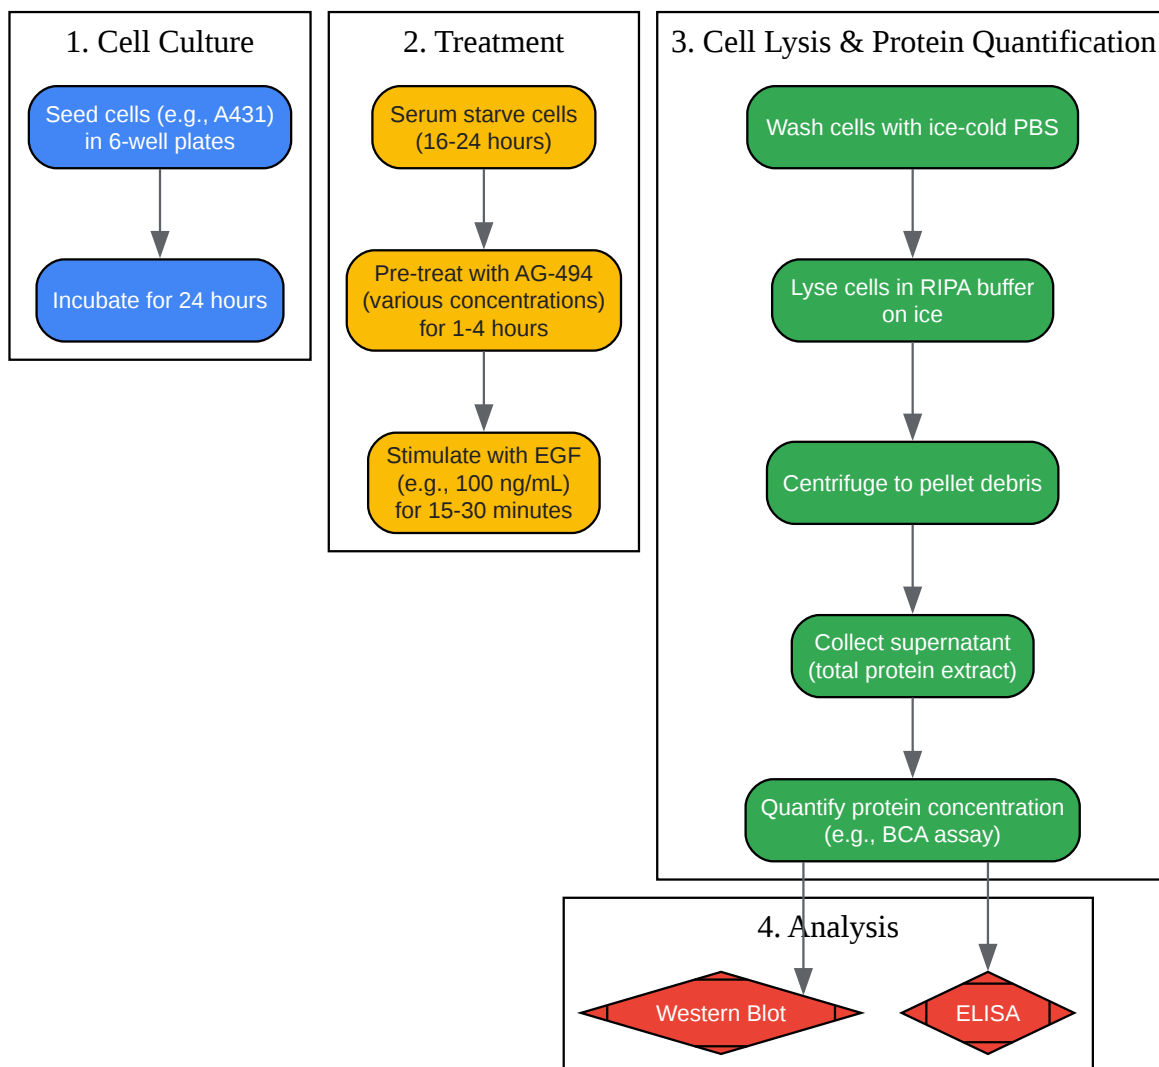 1. Cell Culture
Seed cells (e.g., A431)
in 6-well plates
Incubate for 24 hours
2. Treatment
Serum starve cells
(16-24 hours)
Pre-treat with AG-494
(various concentrations)
for 1-4 hours
Stimulate with EGF
(e.g., 100 ng/mL)
for 15-30 minutes
3. Cell Lysis & Protein Quantification
Wash cells with ice-cold PBS
Lyse cells in RIPA buffer
on ice
Centrifuge to pellet debris
Collect supernatant
(total protein extract)
Quantify protein concentration
(e.g., BCA assay)
4. Analysis
Western Blot
ELISA